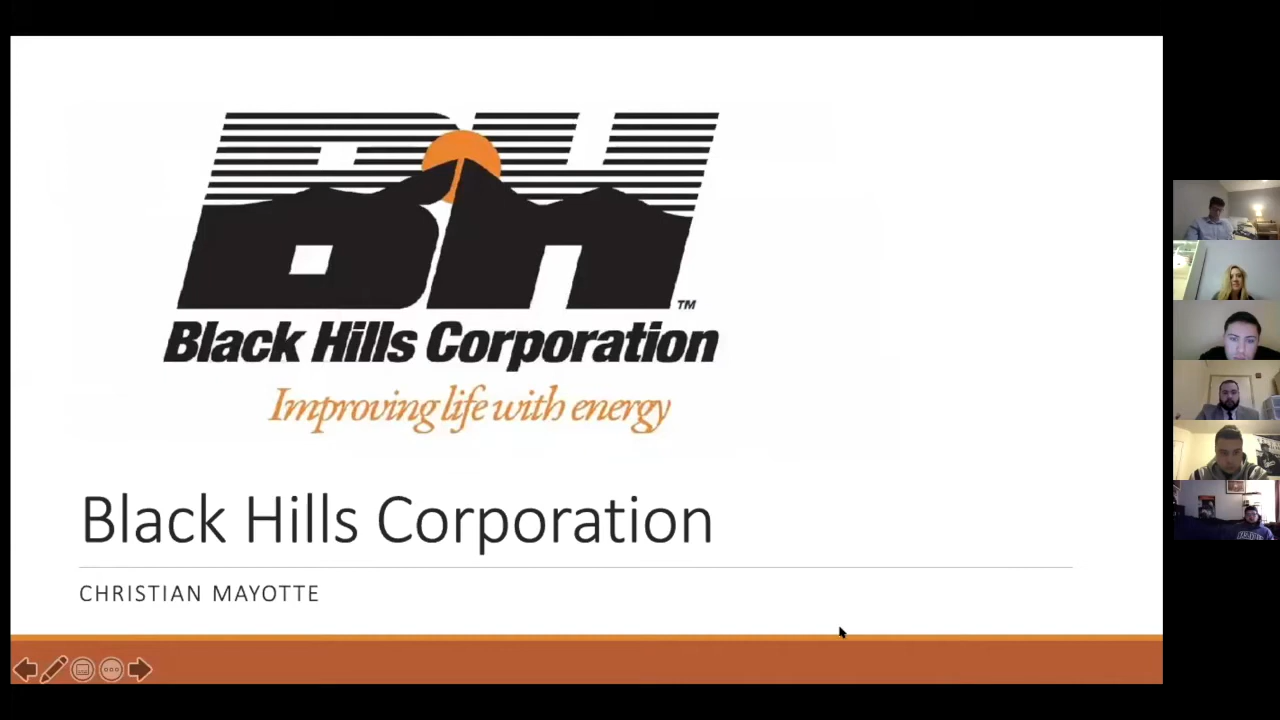 BH
TM
Black Hills Corporation
Improving life with energy
Black Hills Corporation
CHRISTIAN MAYOTTE